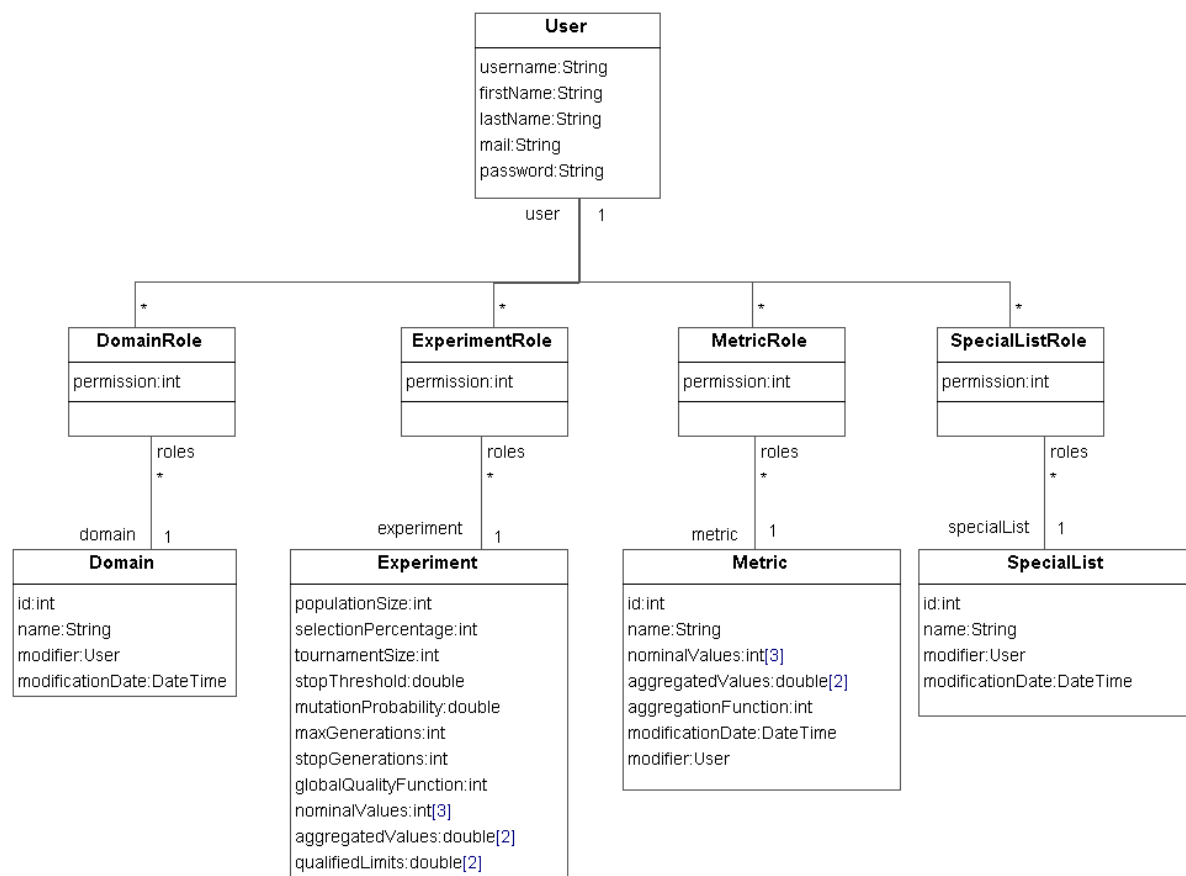 User
username:String
firstName:String
lastName:String
mail:String
password:String
user 1
* * * *
DomainRole ExperimentRole MetricRole SpecialListRole
permission:int permission:int permission:int permission:int
roles roles roles roles
* * * *
domain 1 experiment 1 metric 1 specialList 1
Domain
id:int
name:String
modifier:User
modificationDate:DateTime
Experiment
populationSize:int
selectionPercentage:int
tournamentSize:int
stopThreshold:double
mutationProbability:double
maxGenerations:int
stopGenerations:int
globalQualityFunction:int
nominalValues:int[3]
aggregatedValues:double[2]
qualifiedLimits:double[2]
Metric
id:int
name:String
nominalValues:int[3]
aggregatedValues:double[2]
aggregationFunction:int
modificationDate:DateTime
modifier:User
SpecialList
id:int
name:String
modifier:User
modificationDate:DateTime